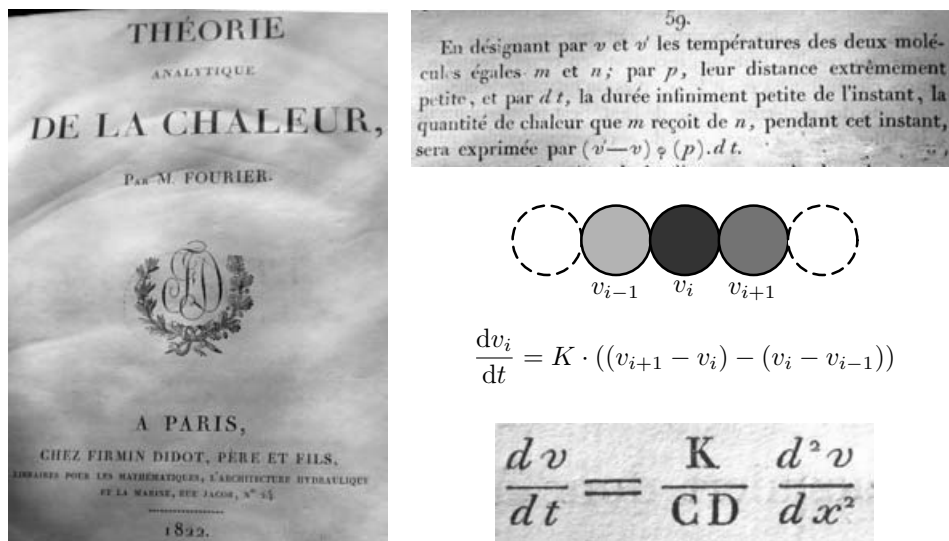 THÉORIE
ANALYTIQUE
DE LA CHALEUR,
PAR M. FOURIER.
A PARIS,
CHEZ FIRMIN DIDOT, PÈRE ET FILS,
LIBRAIRES POUR LES MATHÉMATIQUES, L'ARCHITECTURE HYDRAULIQUE
ET LA MARINE, RUE JACOB, N° 24
1822.
59.
En désignant par v et v' les températures des deux molé-
cules égales m et n; par p, leur distance extrêmement
petite, et par dt, la durée infiniment petite de l'instant, la
quantité de chaleur que m reçoit de n, pendant cet instant,
sera exprimée par (v'—v) φ (p).dt.
v_{i−1} v_i v_{i+1}
dv_i/dt = K · ((v_{i+1} − v_i) − (v_i − v_{i−1}))
dv/dt = K/CD d²v/dx²